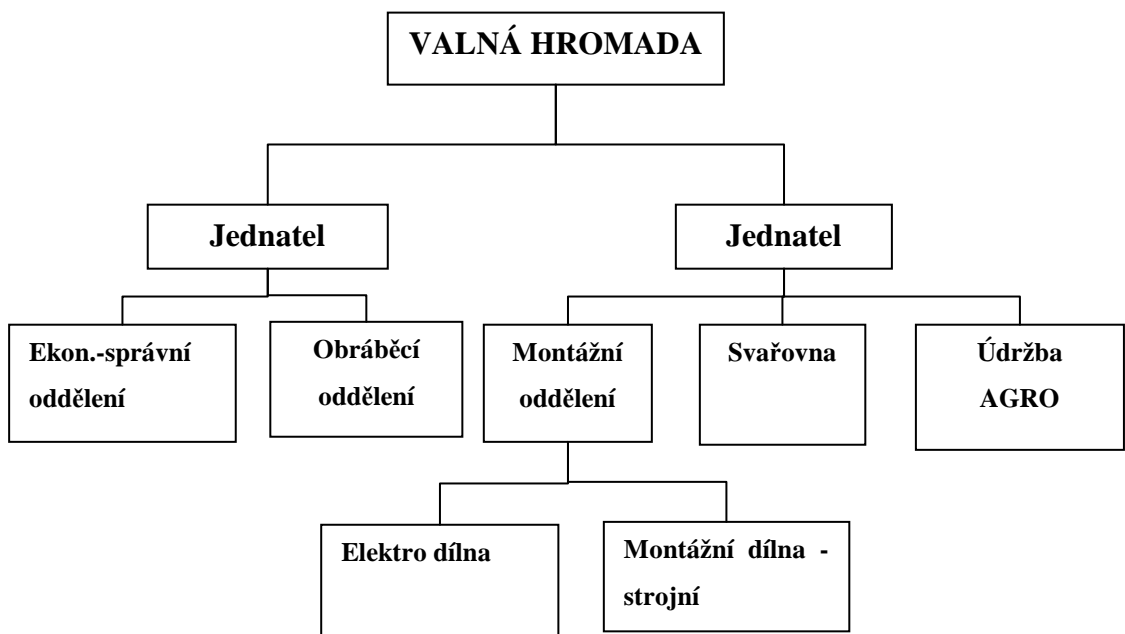 VALNÁ HROMADA
Jednatel
Jednatel
Ekon.-správní
oddělení
Obráběcí
oddělení
Montážní
oddělení
Svařovna
Údržba
AGRO
Elektro dílna
Montážní dílna -
strojní